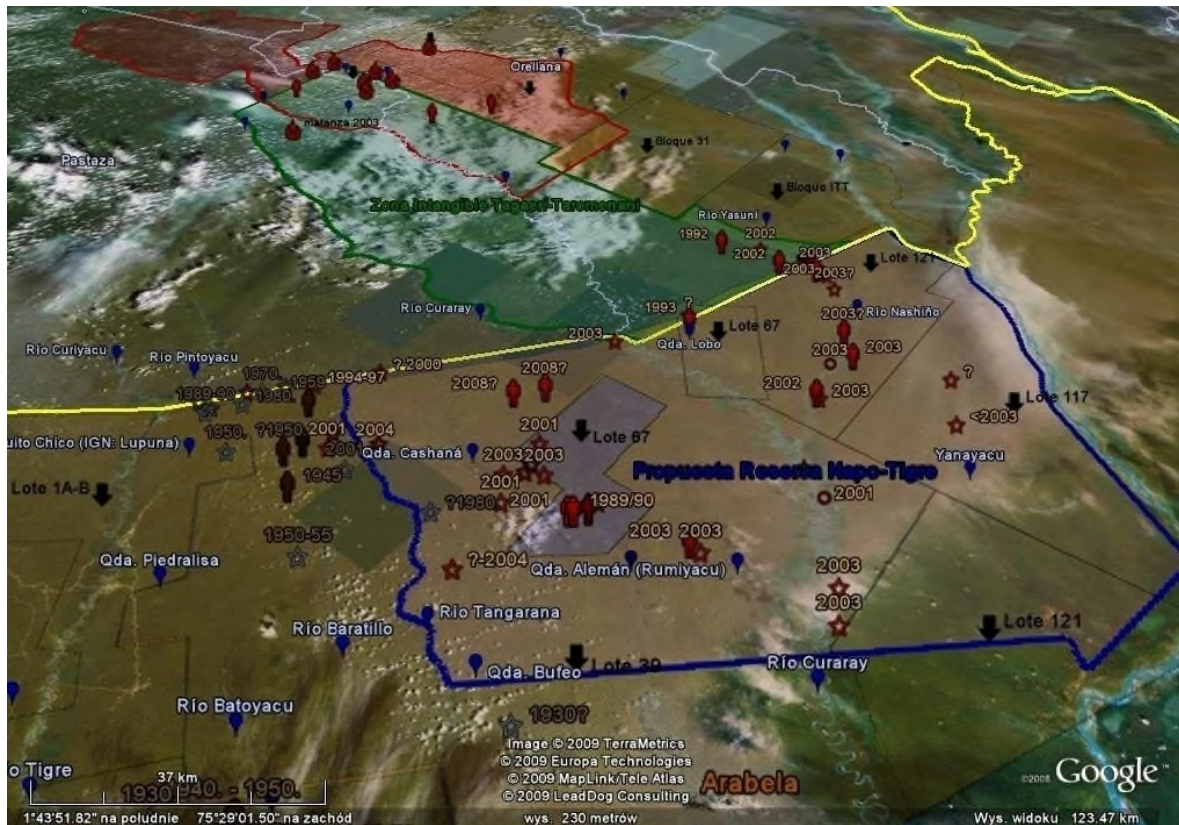 Orellana
matanza 2003
Bloque 31
Pastaza
Bloque ITT
Zona Intangible Tagaeri-Taromenani
Río Yasuní
1992
2002
2002
2003
Lote 121
2003
2003?
Río Curaray
1993 ?
2003?
Río Nashiño
Lote 67
2003
Qda. Lobo
Río Curiyacu
Río Pintoyacu
2003
2003
1970.
?-2000
1959
1994-97
2008?
2008?
2002
2003
?
1989-90
1980.
Lote 117
<2003
2001
1950.
?1950
2001
2004
Lote 67
uito Chico (IGN: Lupuna)
2001
Qda. Cashaná
2003
2003
Propuesta Reserva Napo-Tigre
Yanayacu
1945
2001
Lote 1A-B
?1980
2001
1989/90
2001
1950-55
2003
2003
Qda. Piedralisa
?-2004
Qda. Alemán (Rumiyacu)
2003
2003
Río Tangarana
Río Baratillo
Lote 121
Lote 39
Qda. Bufeo
Río Curaray
Río Batoyacu
1930?
Image © 2009 TerraMetrics
© 2009 Europa Technologies
© 2009 MapLink/Tele Atlas
© 2009 LeadDog Consulting
o Tigre
37 km
Arabela
©2008 Google™
1930
940. - 1950.
1°43'51.82" na południe 75°29'01.50" na zachód wys. 230 metrów Wys. widoku 123.47 km